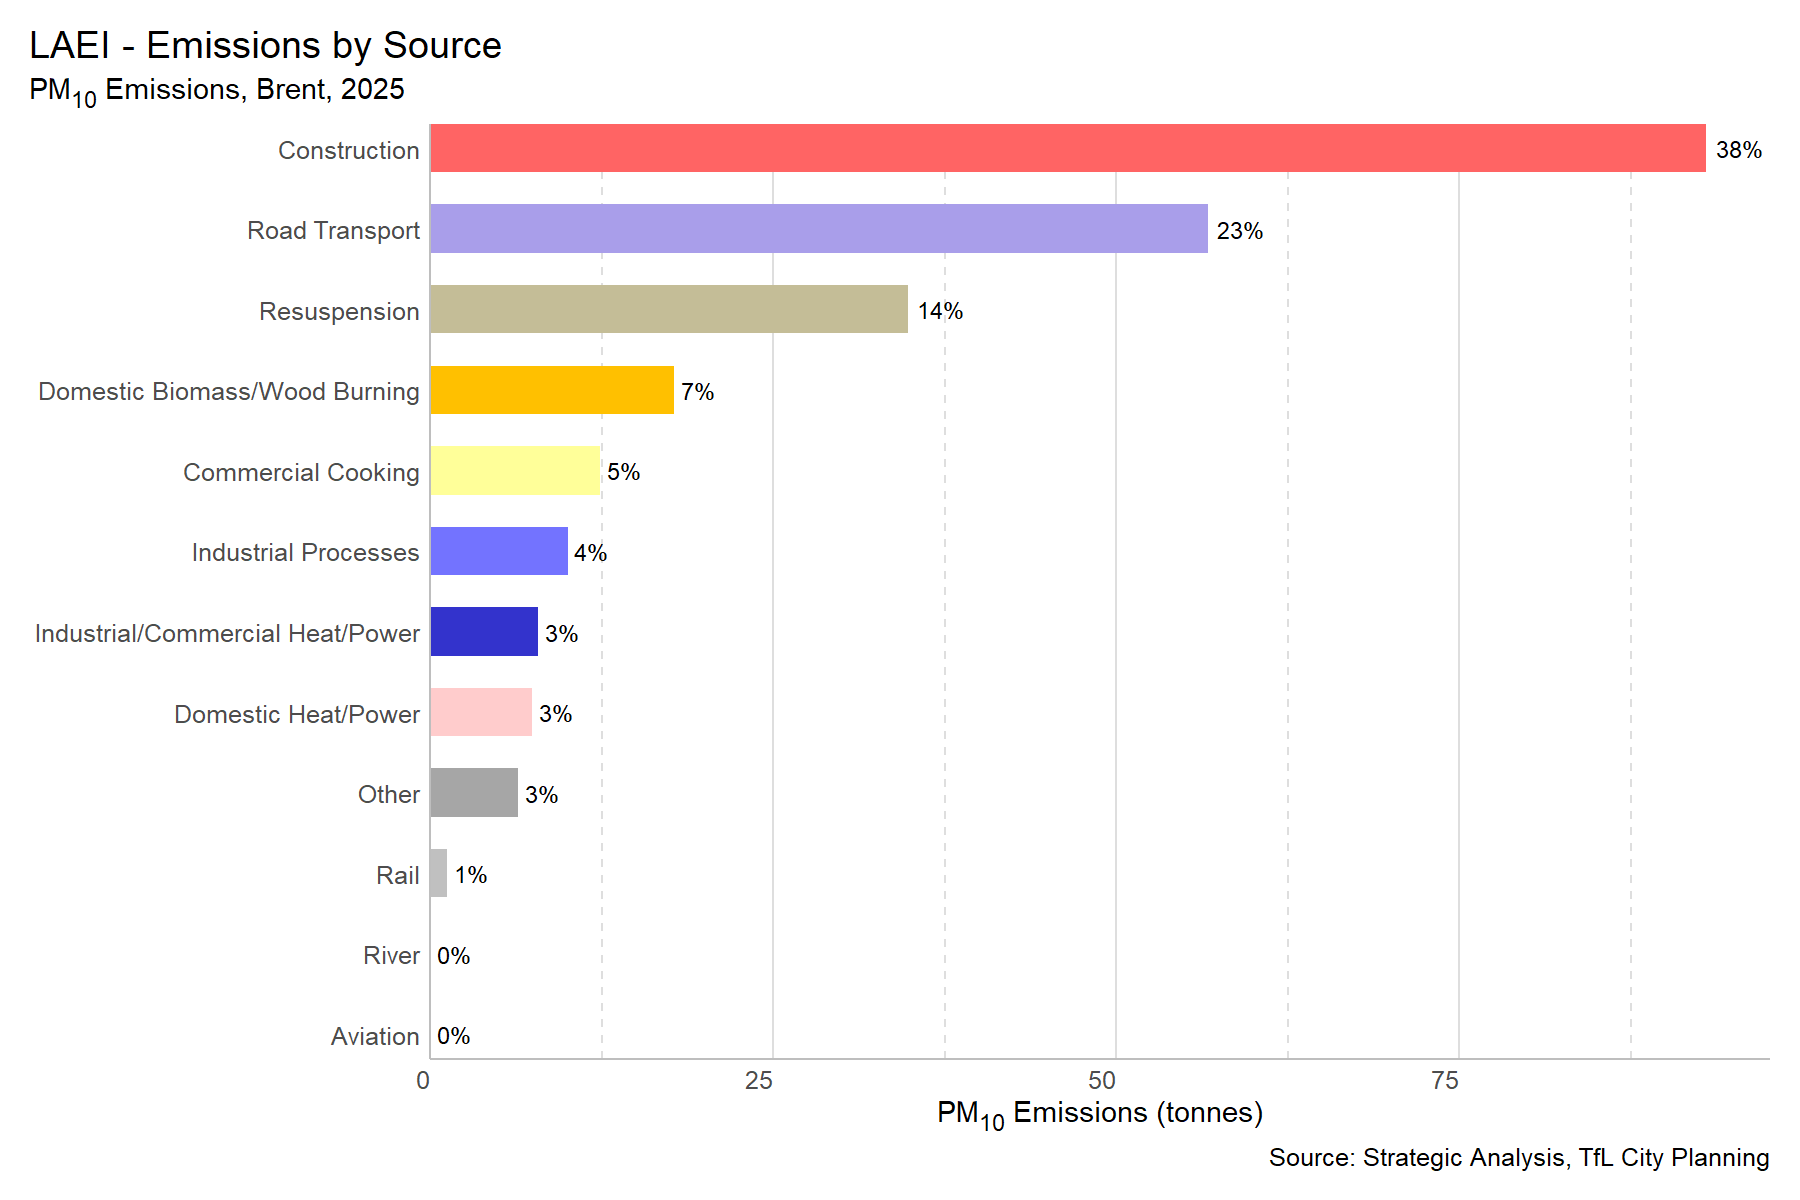 LAEI - Emissions by Source
PM10 Emissions, Brent, 2025
Construction 38%
Road Transport 23%
Resuspension 14%
Domestic Biomass/Wood Burning 7%
Commercial Cooking 5%
Industrial Processes 4%
Industrial/Commercial Heat/Power 3%
Domestic Heat/Power 3%
Other 3%
Rail 1%
River 0%
Aviation 0%
0 25 50 75
PM10 Emissions (tonnes)
Source: Strategic Analysis, TfL City Planning